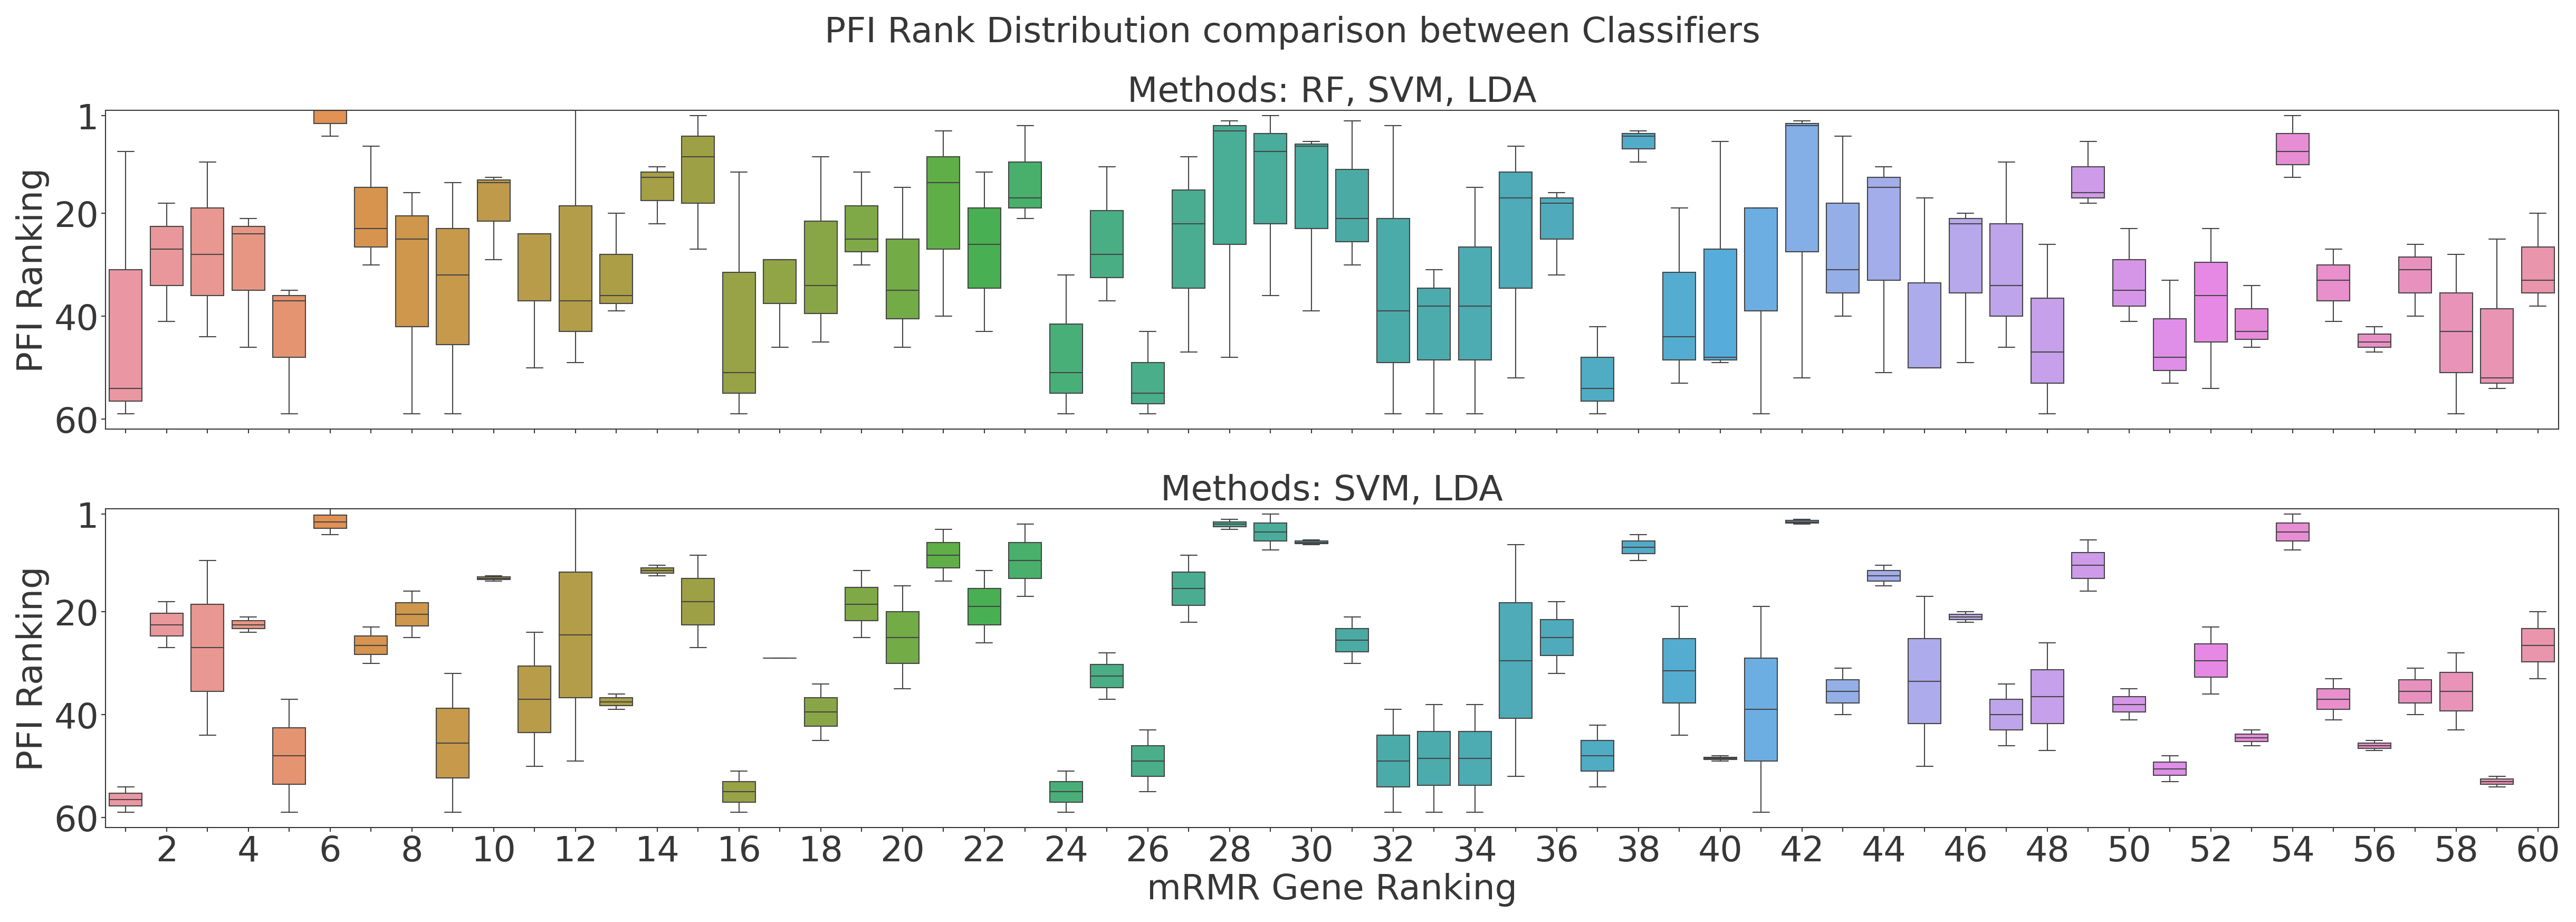 PFI Rank Distribution comparison between Classifiers
Methods: RF, SVM, LDA
PFI Ranking
1
20
40
60
Methods: SVM, LDA
PFI Ranking
1
20
40
60
2 4 6 8 10 12 14 16 18 20 22 24 26 28 30 32 34 36 38 40 42 44 46 48 50 52 54 56 58 60
mRMR Gene Ranking